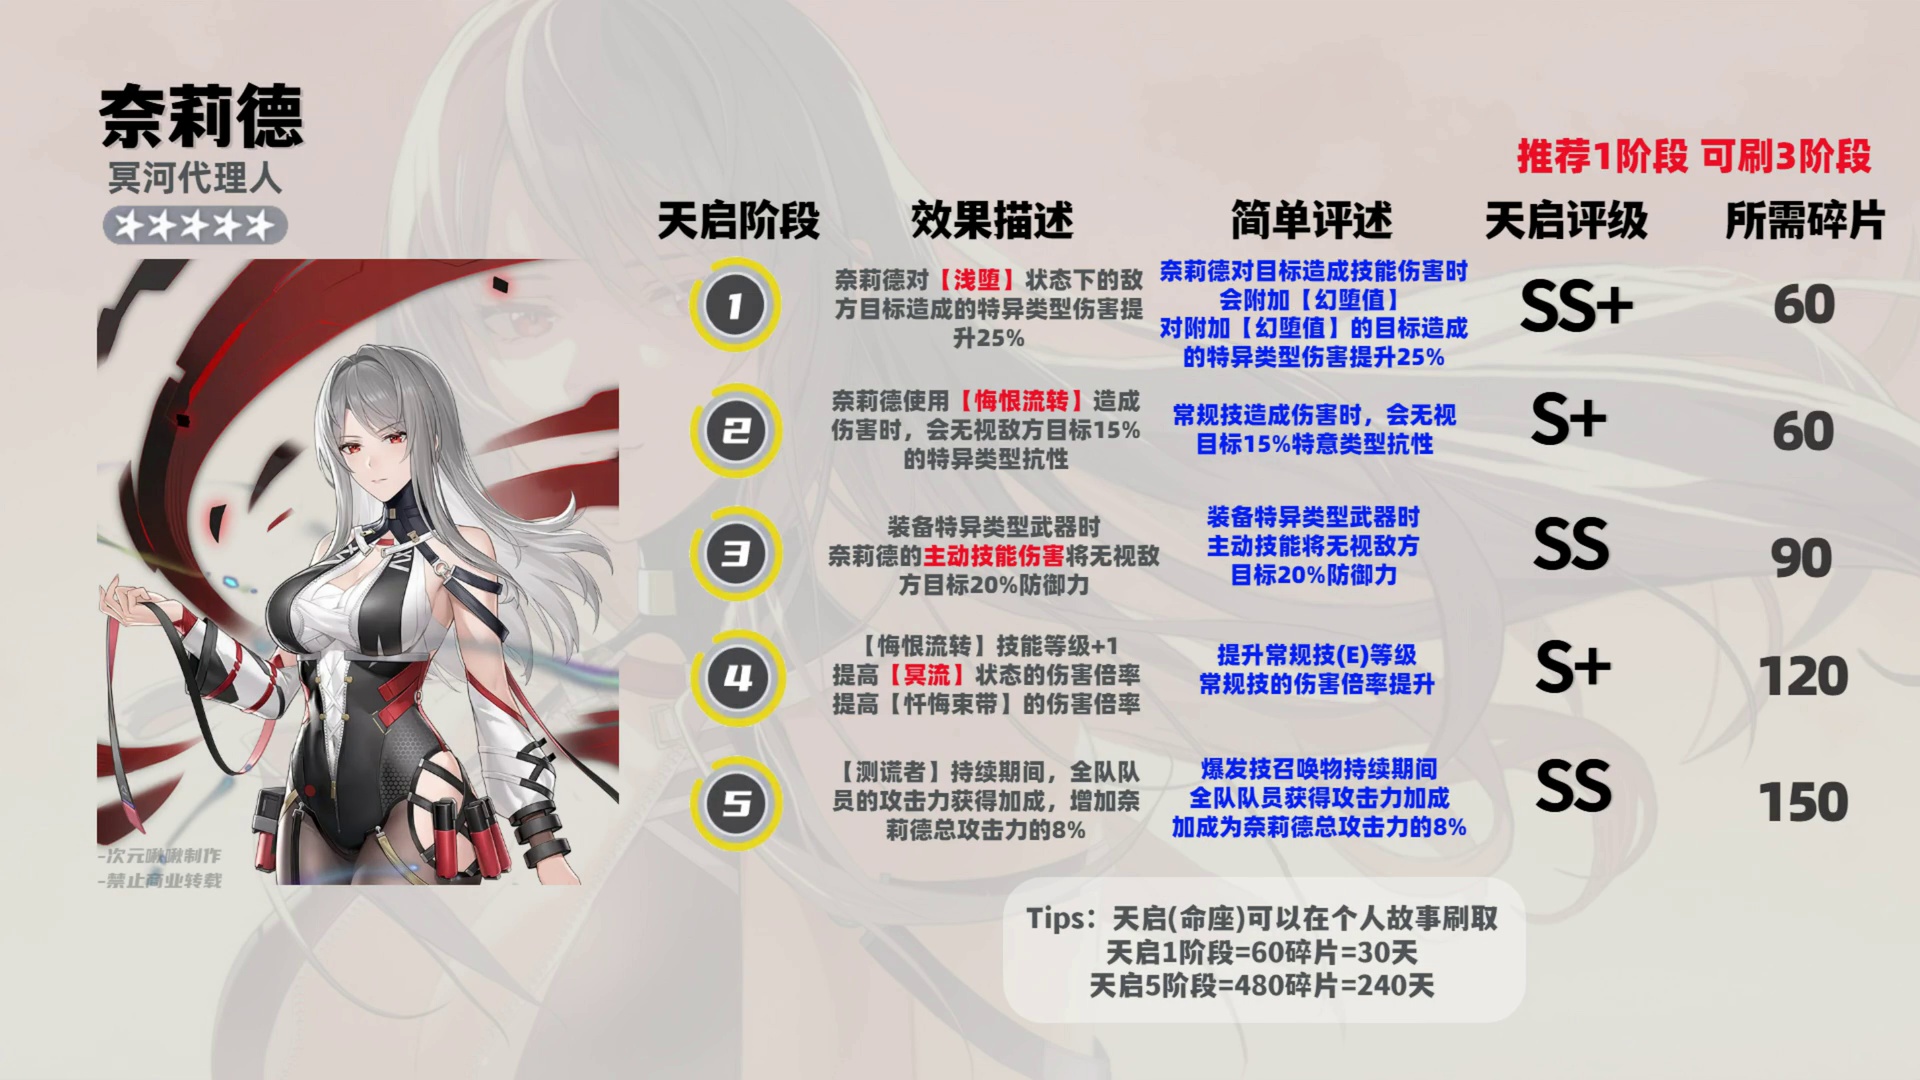 奈莉德
冥河代理人
推荐1阶段 可刷3阶段
天启阶段 效果描述 简单评述 天启评级 所需碎片
1
奈莉德对【浅堕】状态下的敌
方目标造成的特异类型伤害提
升25%
奈莉德对目标造成技能伤害时
会附加【幻堕值】
对附加【幻堕值】的目标造成
的特异类型伤害提升25%
SS+
60
2
奈莉德使用【悔恨流转】造成
伤害时，会无视敌方目标15%
的特异类型抗性
常规技造成伤害时，会无视
目标15%特意类型抗性
S+
60
3
装备特异类型武器时
奈莉德的主动技能伤害将无视敌
方目标20%防御力
装备特异类型武器时
主动技能将无视敌方
目标20%防御力
SS
90
4
【悔恨流转】技能等级+1
提高【冥流】状态的伤害倍率
提高【忏悔束带】的伤害倍率
提升常规技(E)等级
常规技的伤害倍率提升
S+
120
5
【测谎者】持续期间，全队队
员的攻击力获得加成，增加奈
莉德总攻击力的8%
爆发技召唤物持续期间
全队队员获得攻击力加成
加成为奈莉德总攻击力的8%
SS
150
-次元啾啾制作
-禁止商业转载
Tips：天启(命座)可以在个人故事刷取
天启1阶段=60碎片=30天
天启5阶段=480碎片=240天